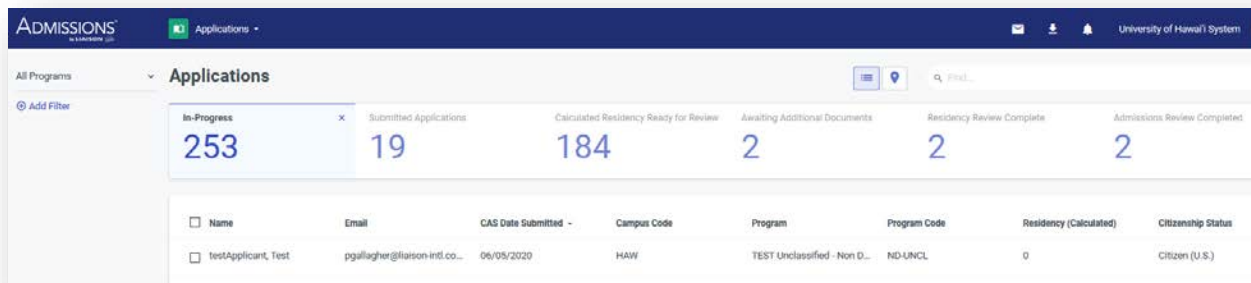 ADMISSIONS
Applications
University of Hawai'i System
All Programs
Add Filter
Applications
Find...
In-Progress
253
Submitted Applications
19
Calculated Residency Ready for Review
184
Awaiting Additional Documents
2
Residency Review Complete
2
Admissions Review Completed
2
Name Email CAS Date Submitted Campus Code Program Program Code Residency (Calculated) Citizenship Status
testApplicant, Test pgallagher@liaison-intl.co... 06/05/2020 HAW TEST Unclassified - Non D... ND-UNCL 0 Citizen (U.S.)